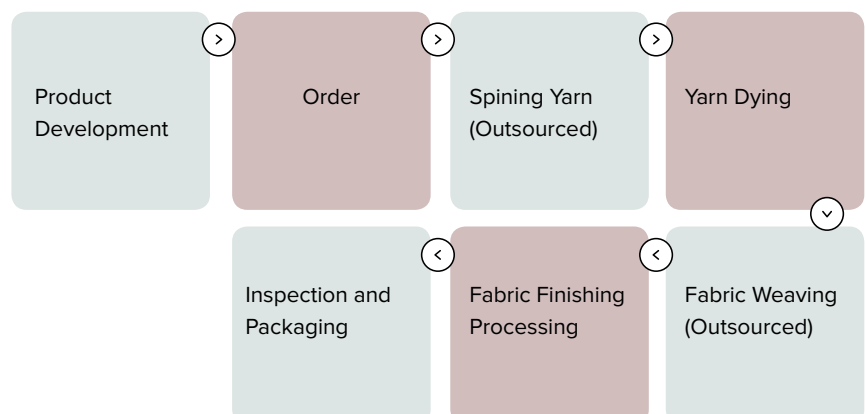 Product
Development
Order
Spining Yarn
(Outsourced)
Yarn Dying
Fabric Weaving
(Outsourced)
Fabric Finishing
Processing
Inspection and
Packaging